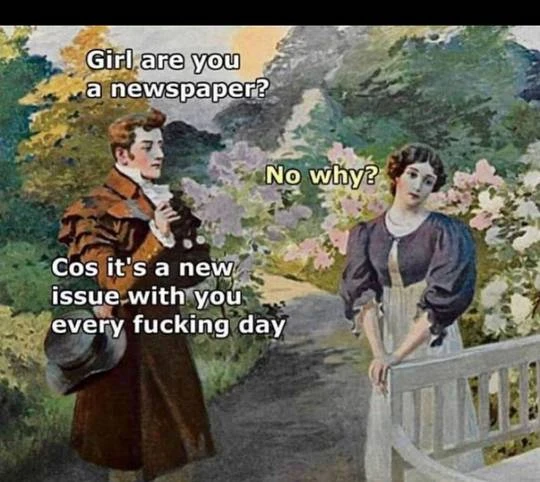 Girl are you
a newspaper?
No why?
Cos it's a new
issue with you
every fucking day